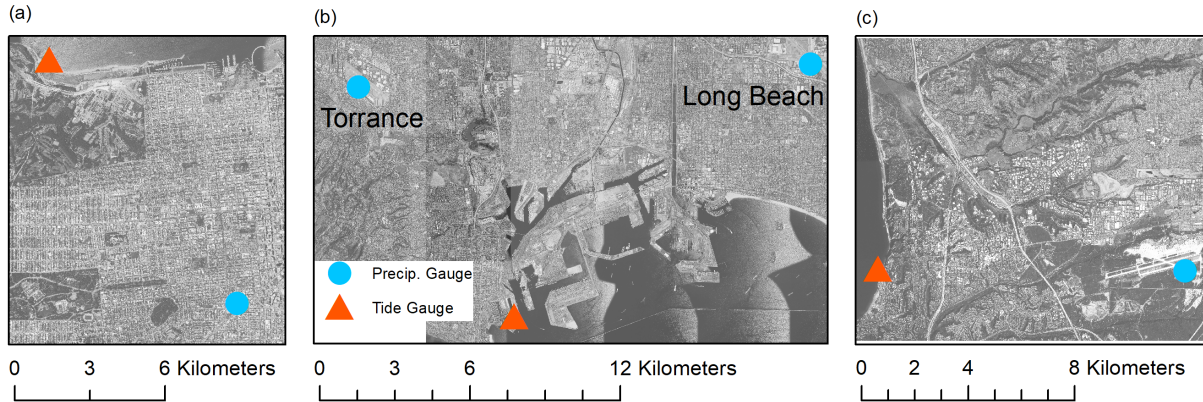 (a)
(b)
(c)
Torrance
Long Beach
Precip. Gauge
Tide Gauge
0 3 6 Kilometers
0 6 12 Kilometers
0 2 4 8 Kilometers